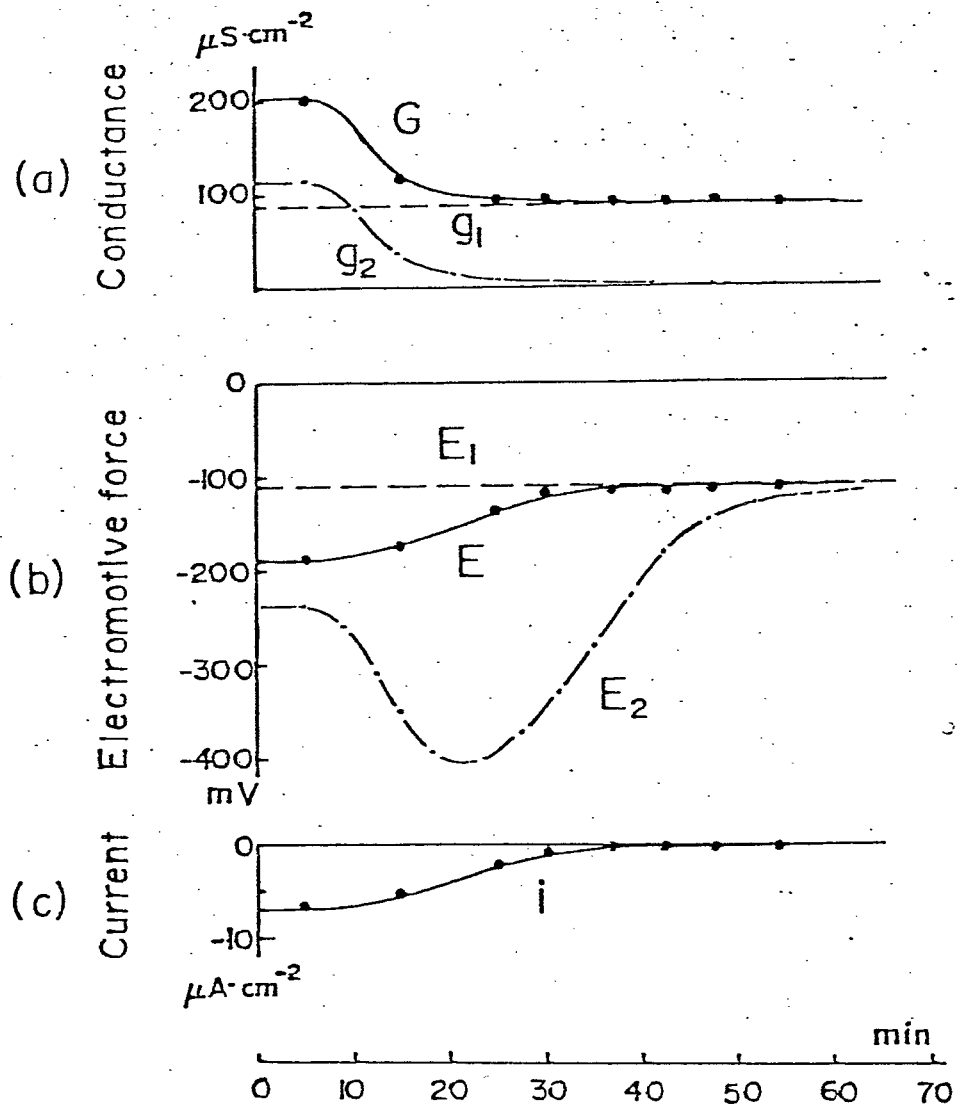 μS·cm⁻²
(a)
Conductance
200
100
G
g₁
g₂
(b)
Electromotive force
0
-100
-200
-300
-400
mV
E₁
E
E₂
(c)
Current
0
-10
μA·cm⁻²
i
min
0 10 20 30 40 50 60 70